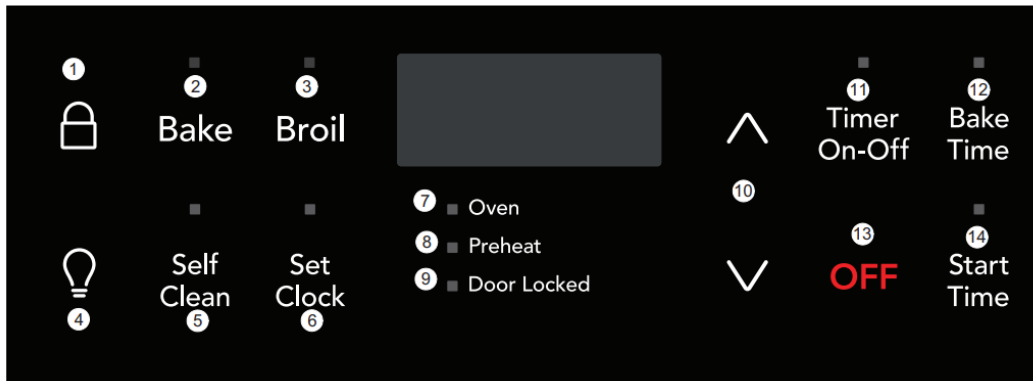 1
2
3
11
12
Bake
Broil
Timer
On-Off
Bake
Time
7
Oven
10
8
Preheat
13
14
Self
Clean
Set
Clock
9
Door Locked
OFF
Start
Time
4
5
6